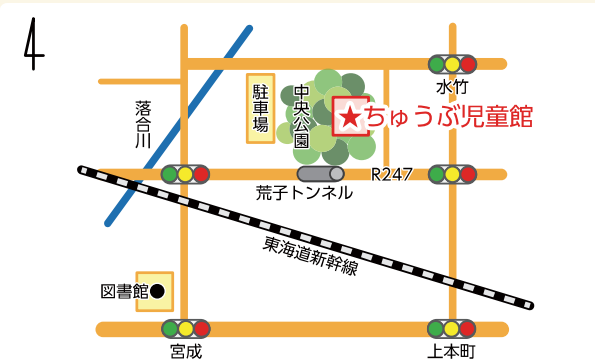 水竹
落合川
駐車場
中央公園
ちゅうぶ児童館
R247
荒子トンネル
東海道新幹線
図書館
宮成
上本町